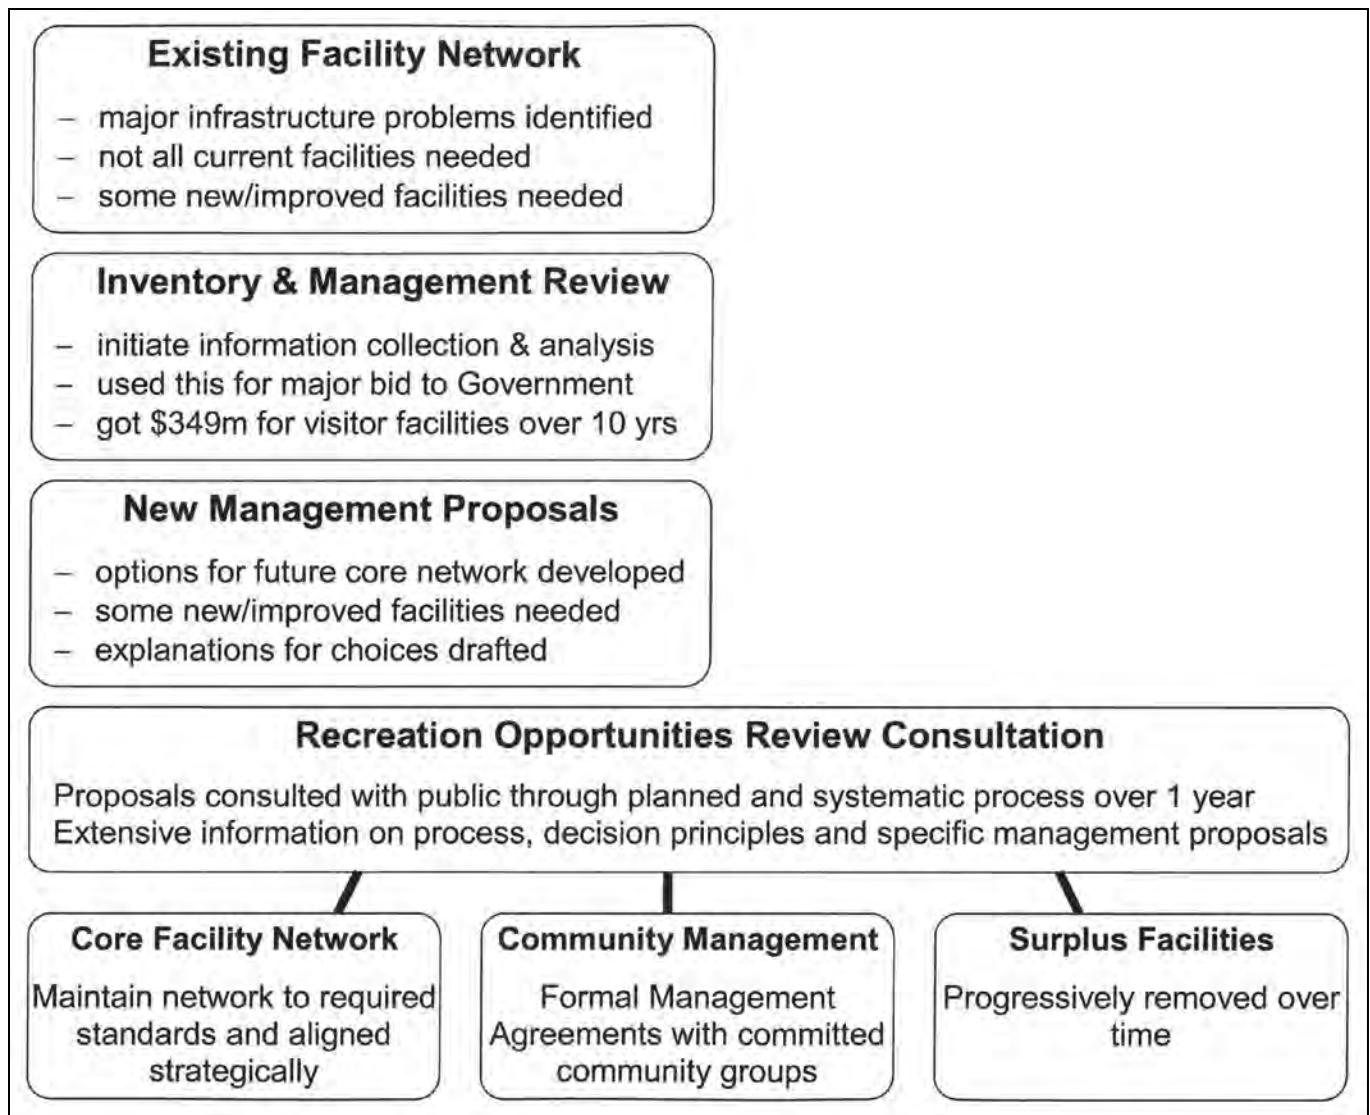 Existing Facility Network
– major infrastructure problems identified
– not all current facilities needed
– some new/improved facilities needed
Inventory & Management Review
– initiate information collection & analysis
– used this for major bid to Government
– got $349m for visitor facilities over 10 yrs
New Management Proposals
– options for future core network developed
– some new/improved facilities needed
– explanations for choices drafted
Recreation Opportunities Review Consultation
Proposals consulted with public through planned and systematic process over 1 year
Extensive information on process, decision principles and specific management proposals
Core Facility Network
Maintain network to required
standards and aligned
strategically
Community Management
Formal Management
Agreements with committed
community groups
Surplus Facilities
Progressively removed over
time